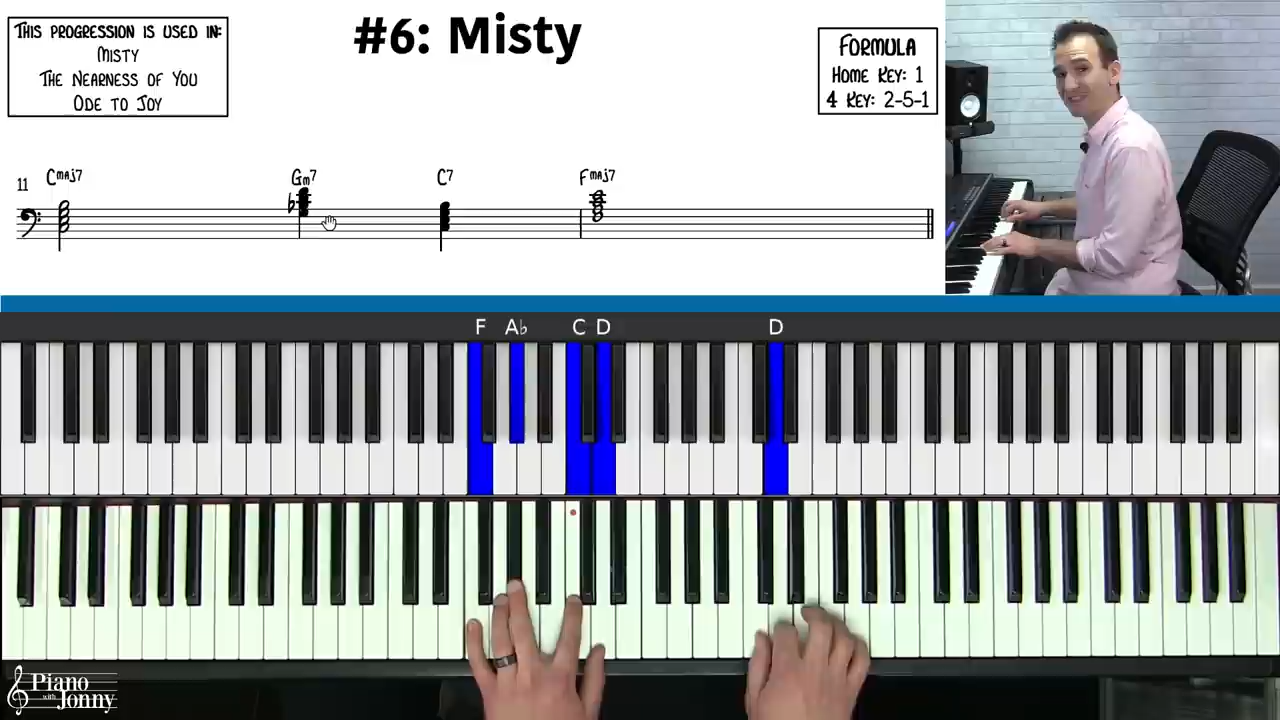 THIS PROGRESSION IS USED IN:
MISTY
THE NEARNESS OF YOU
ODE TO JOY
#6: Misty
FORMULA
HOME KEY: 1
4 KEY: 2-5-1
11
Cmaj7 Gm7 C7 Fmaj7
F A♭ C D D
Piano
with
Jonny